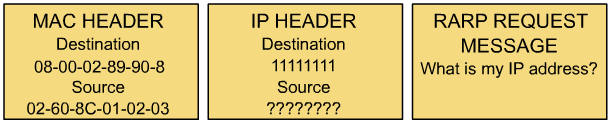 MAC HEADER
Destination
08-00-02-89-90-8
Source
02-60-8C-01-02-03
IP HEADER
Destination
11111111
Source
????????
RARP REQUEST
MESSAGE
What is my IP address?